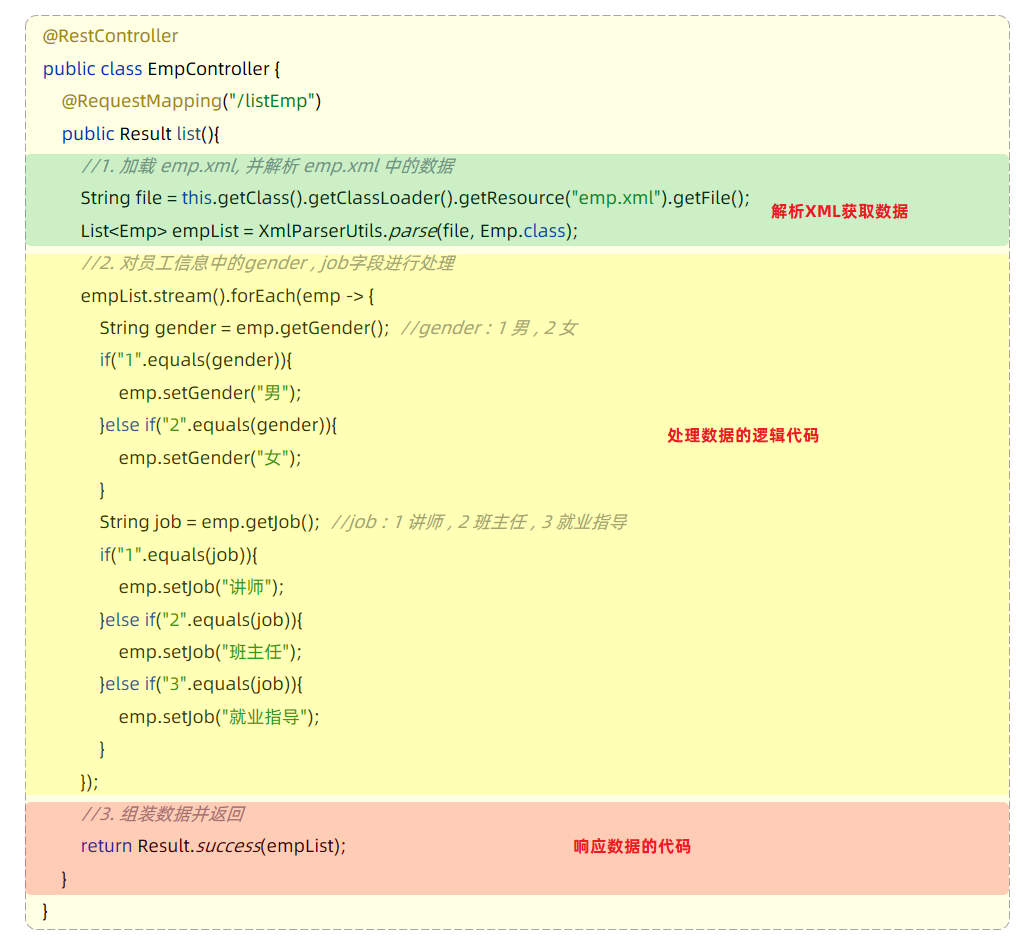 @RestController
public class EmpController {
@RequestMapping("/listEmp")
public Result list(){
//1. 加载 emp.xml, 并解析 emp.xml 中的数据
String file = this.getClass().getClassLoader().getResource("emp.xml").getFile();
解析XML获取数据
List<Emp> empList = XmlParserUtils.parse(file, Emp.class);
//2. 对员工信息中的gender , job字段进行处理
empList.stream().forEach(emp -> {
String gender = emp.getGender(); //gender : 1 男 , 2 女
if("1".equals(gender)){
emp.setGender("男");
}else if("2".equals(gender)){
处理数据的逻辑代码
emp.setGender("女");
}
String job = emp.getJob(); //job : 1 讲师 , 2 班主任 , 3 就业指导
if("1".equals(job)){
emp.setJob("讲师");
}else if("2".equals(job)){
emp.setJob("班主任");
}else if("3".equals(job)){
emp.setJob("就业指导");
}
});
//3. 组装数据并返回
return Result.success(empList);
响应数据的代码
}
}